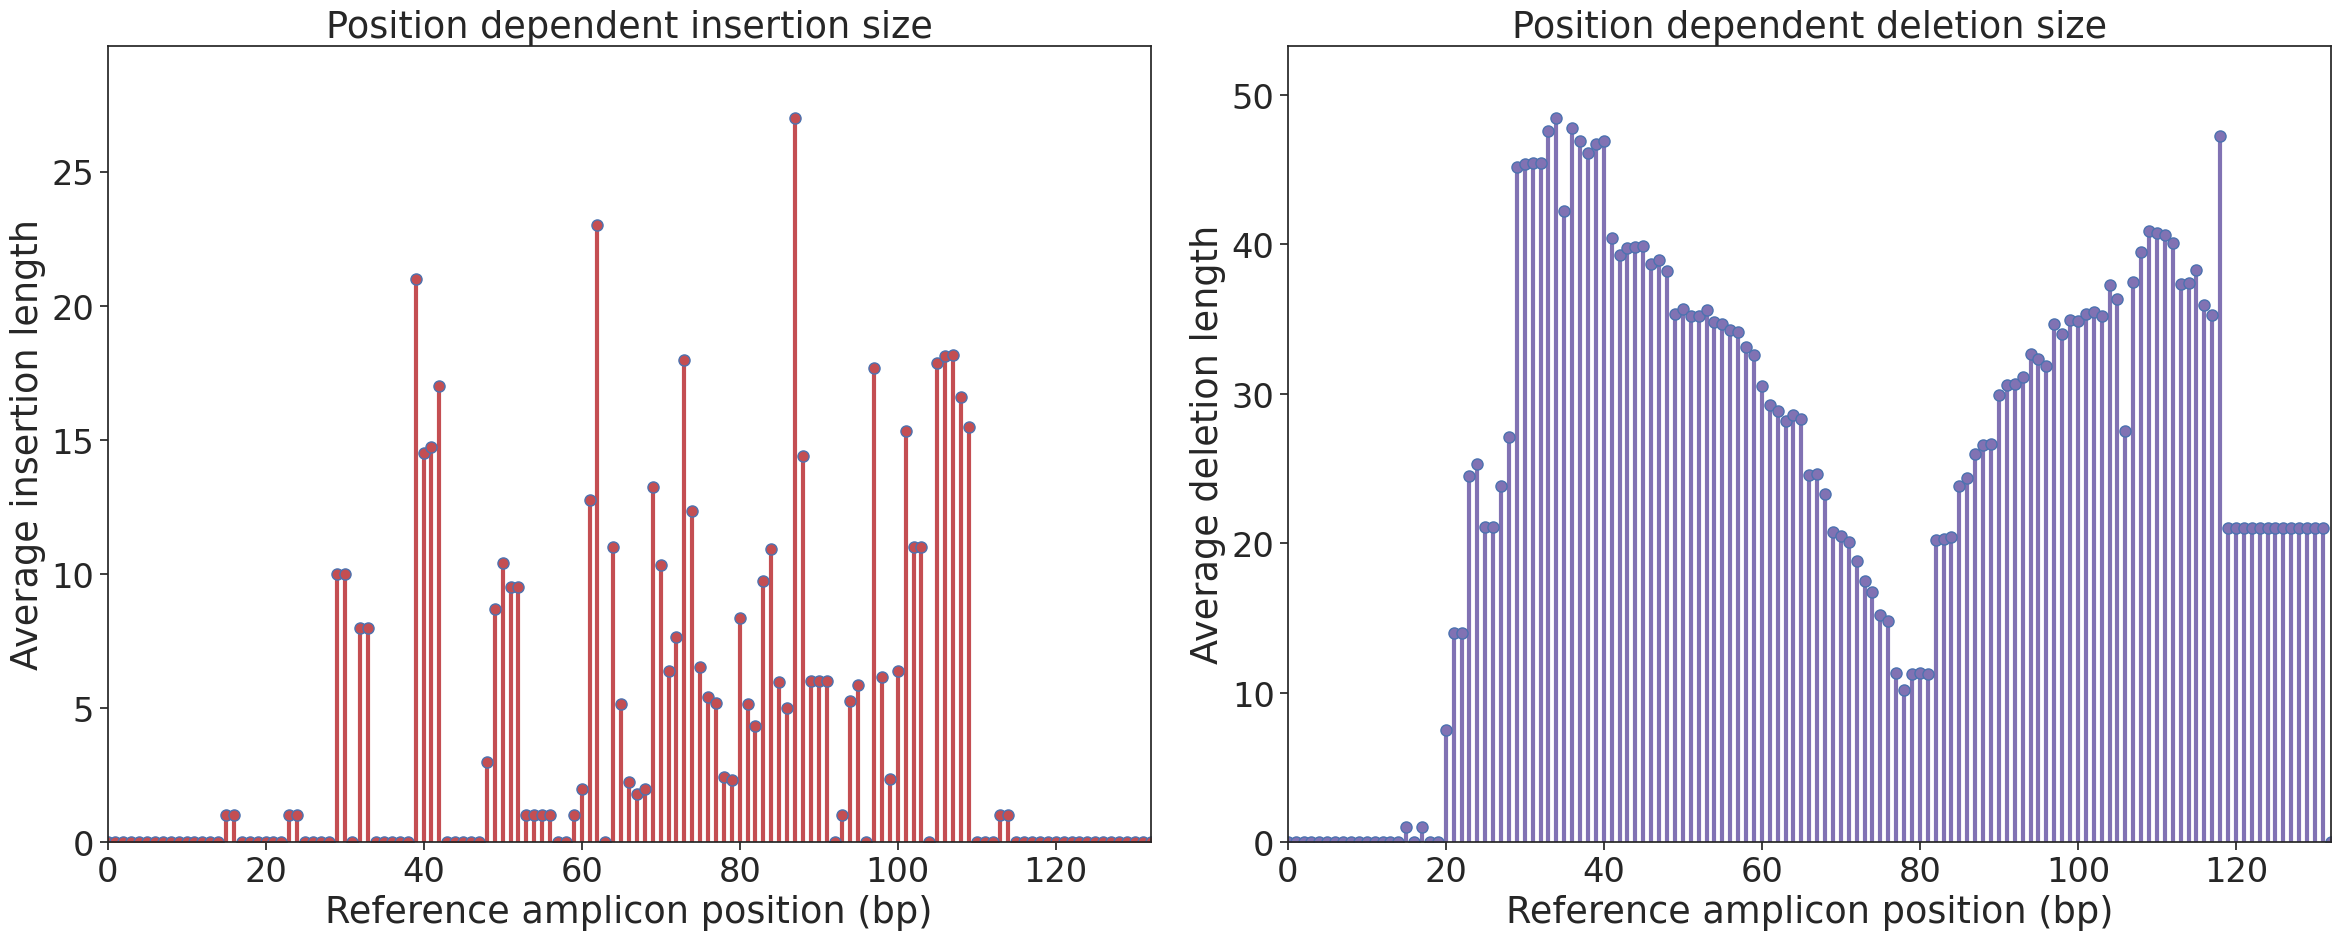 Position dependent insertion size
Average insertion length
25
20
15
10
5
0
0 20 40 60 80 100 120
Reference amplicon position (bp)
Position dependent deletion size
Average deletion length
50
40
30
20
10
0
0 20 40 60 80 100 120
Reference amplicon position (bp)